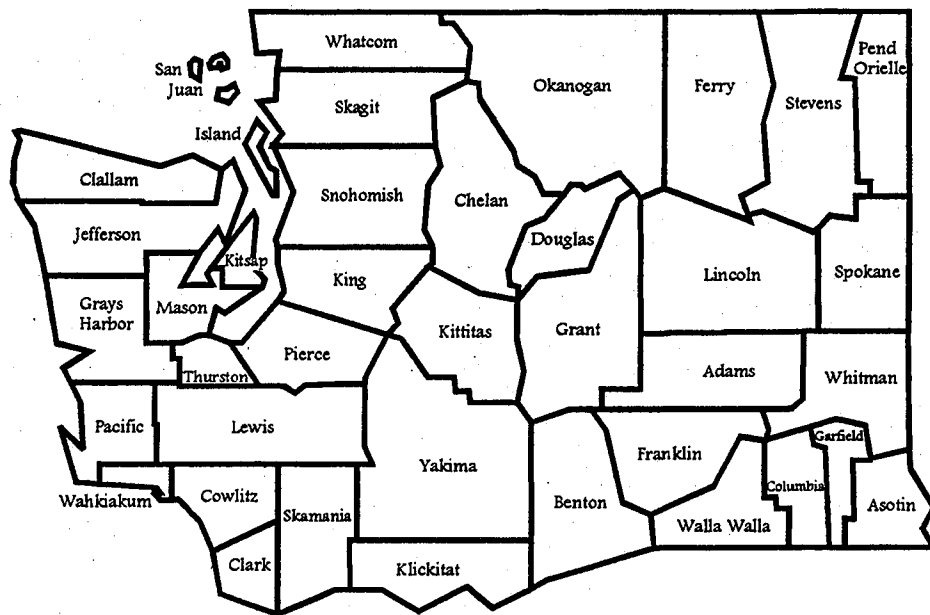 Whatcom
Okanogan
Ferry
Stevens
Pend
Orielle
San
Juan
Skagit
Island
Clallam
Snohomish
Chelan
Jefferson
Douglas
Kitsap
King
Lincoln
Spokane
Grays
Harbor
Mason
Kittitas
Grant
Pierce
Thurston
Adams
Whitman
Pacific
Lewis
Yakima
Franklin
Garfield
Wahkiakum
Cowlitz
Skamania
Benton
Columbia
Asotin
Walla Walla
Clark
Klickitat